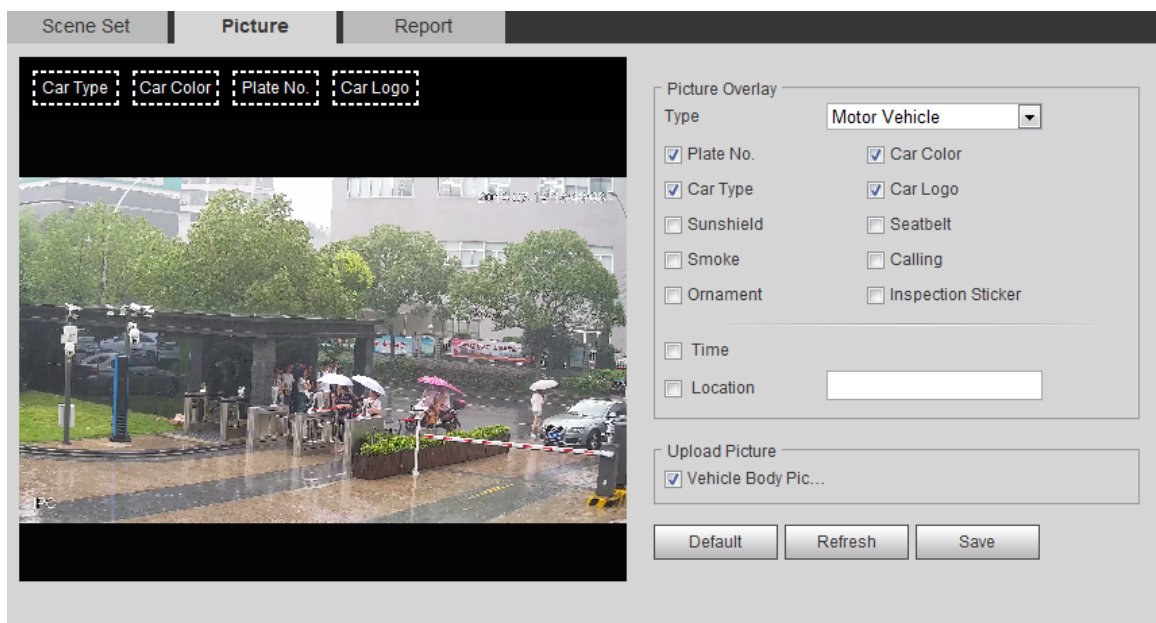 Scene Set Picture Report
Car Type Car Color Plate No. Car Logo
Picture Overlay
Type Motor Vehicle
Plate No. Car Color
Car Type Car Logo
Sunshield Seatbelt
Smoke Calling
Ornament Inspection Sticker
Time
Location
Upload Picture
Vehicle Body Pic...
Default Refresh Save